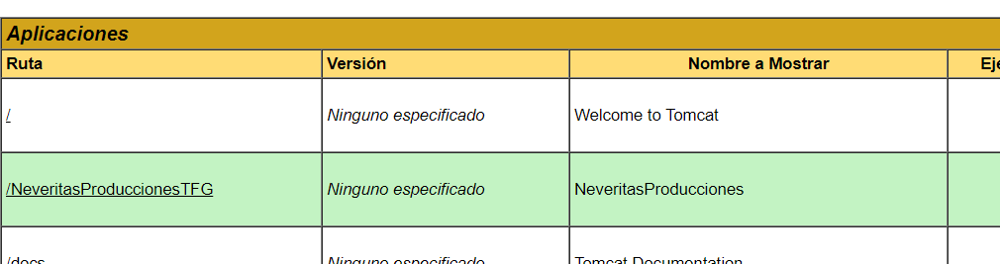 Aplicaciones
Ruta Versión Nombre a Mostrar
/ Ninguno especificado Welcome to Tomcat
/NeveritasProduccionesTFG Ninguno especificado NeveritasProducciones
/docs Ninguno especificado Tomcat Documentation